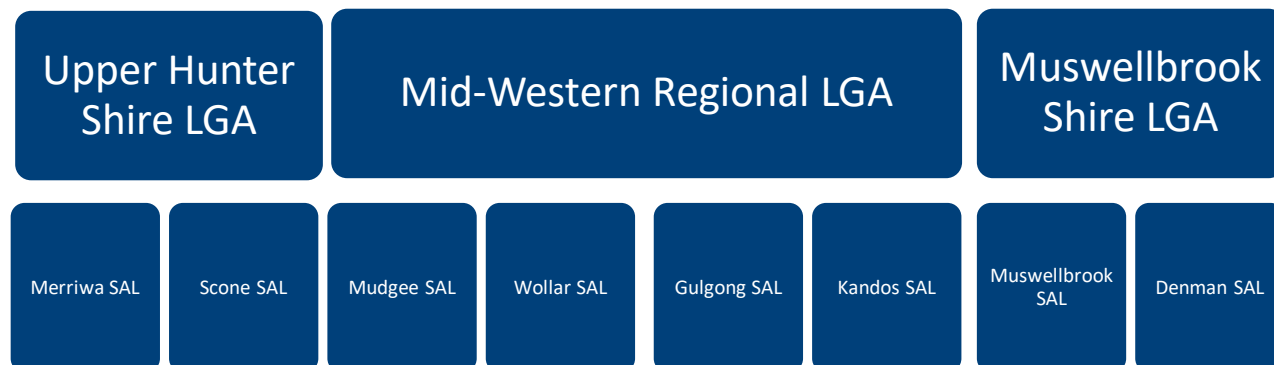 Upper Hunter
Shire LGA
Mid-Western Regional LGA
Muswellbrook
Shire LGA
Merriwa SAL
Scone SAL
Mudgee SAL
Wollar SAL
Gulgong SAL
Kandos SAL
Muswellbrook
SAL
Denman SAL